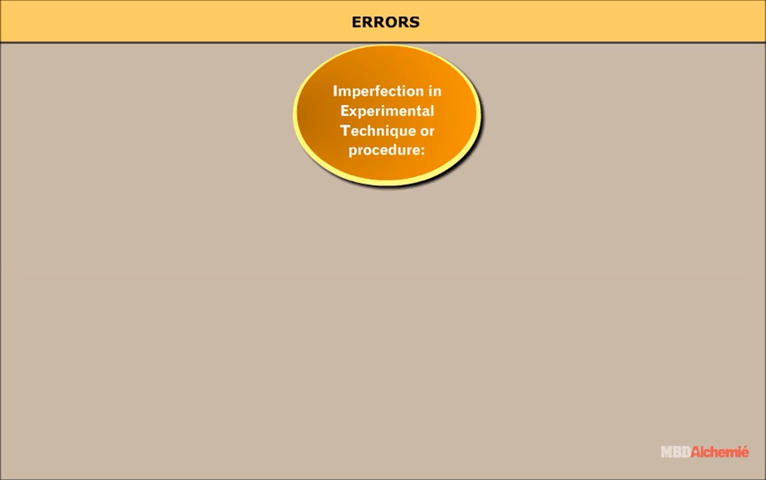 ERRORS
Imperfection in
Experimental
Technique or
procedure:
MBDAlchemié